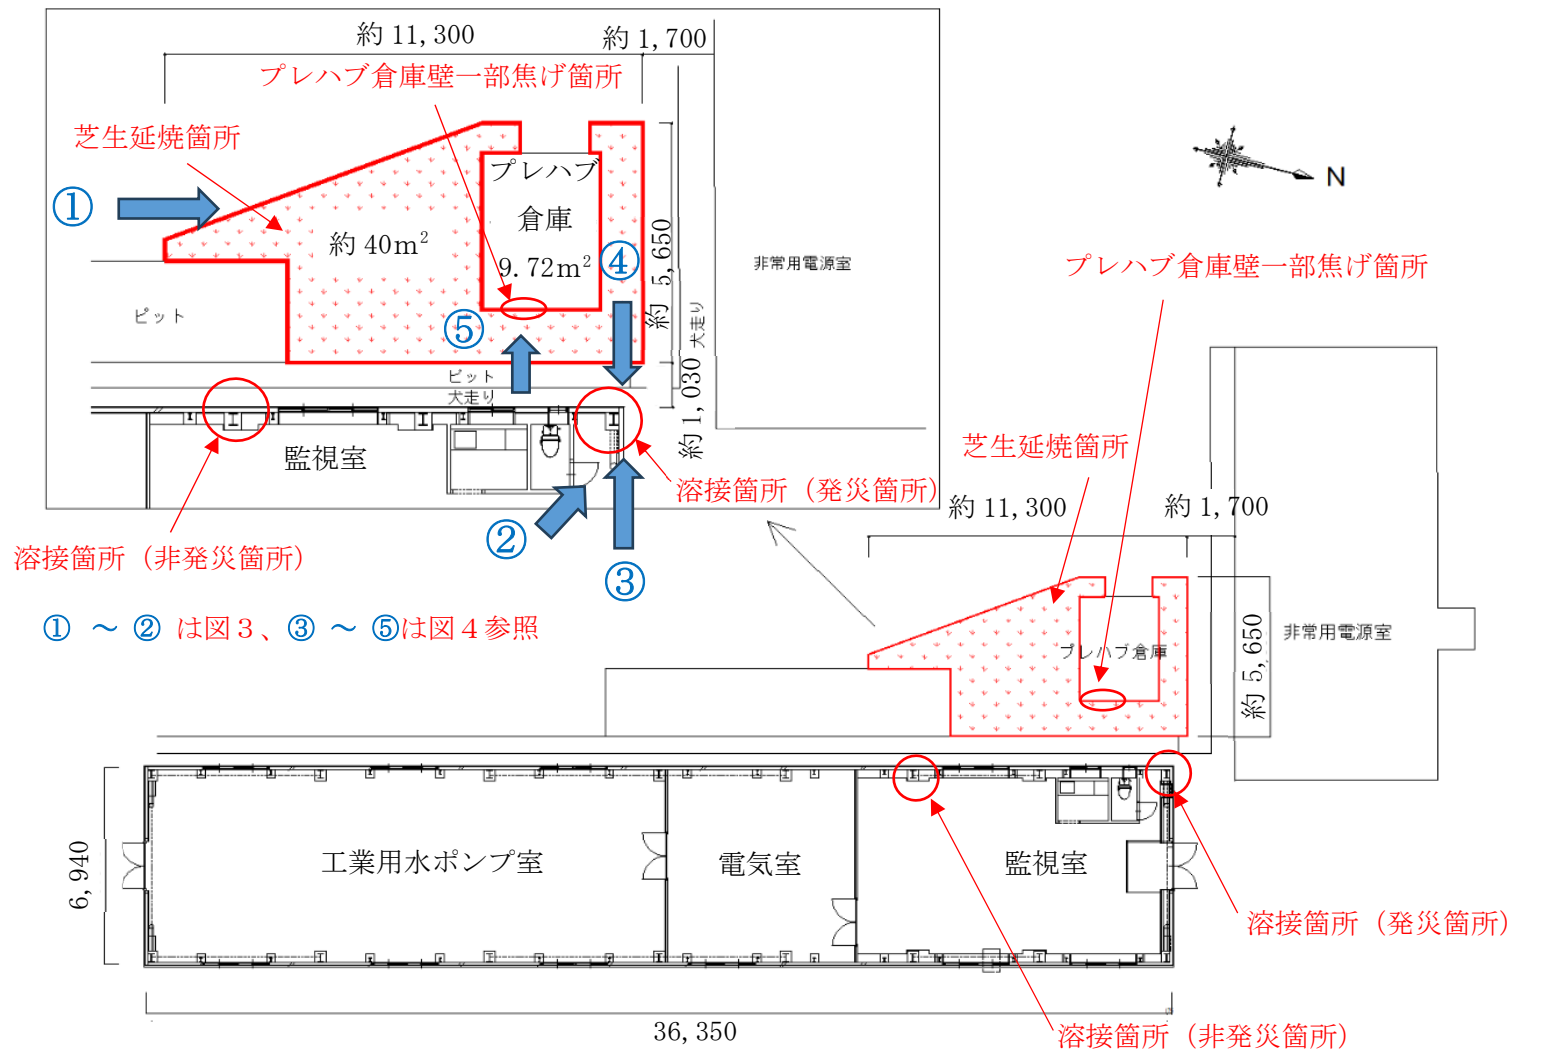 約 11,300
約 1,700
プレハブ倉庫壁一部焦げ箇所
芝生延焼箇所
①
プレハブ
倉庫
9.72m²
約 40m²
④
⑤
約 5,650
非常用電源室
犬走り
ピット
ピット
犬走り
約 1,030
監視室
②
③
溶接箇所（発災箇所）
溶接箇所（非発災箇所）
① ～ ② は図３、③ ～ ⑤は図４参照
N
プレハブ倉庫壁一部焦げ箇所
芝生延焼箇所
約 11,300
約 1,700
プレハブ倉庫
約 5,650
非常用電源室
6,940
工業用水ポンプ室
電気室
監視室
溶接箇所（発災箇所）
36,350
溶接箇所（非発災箇所）